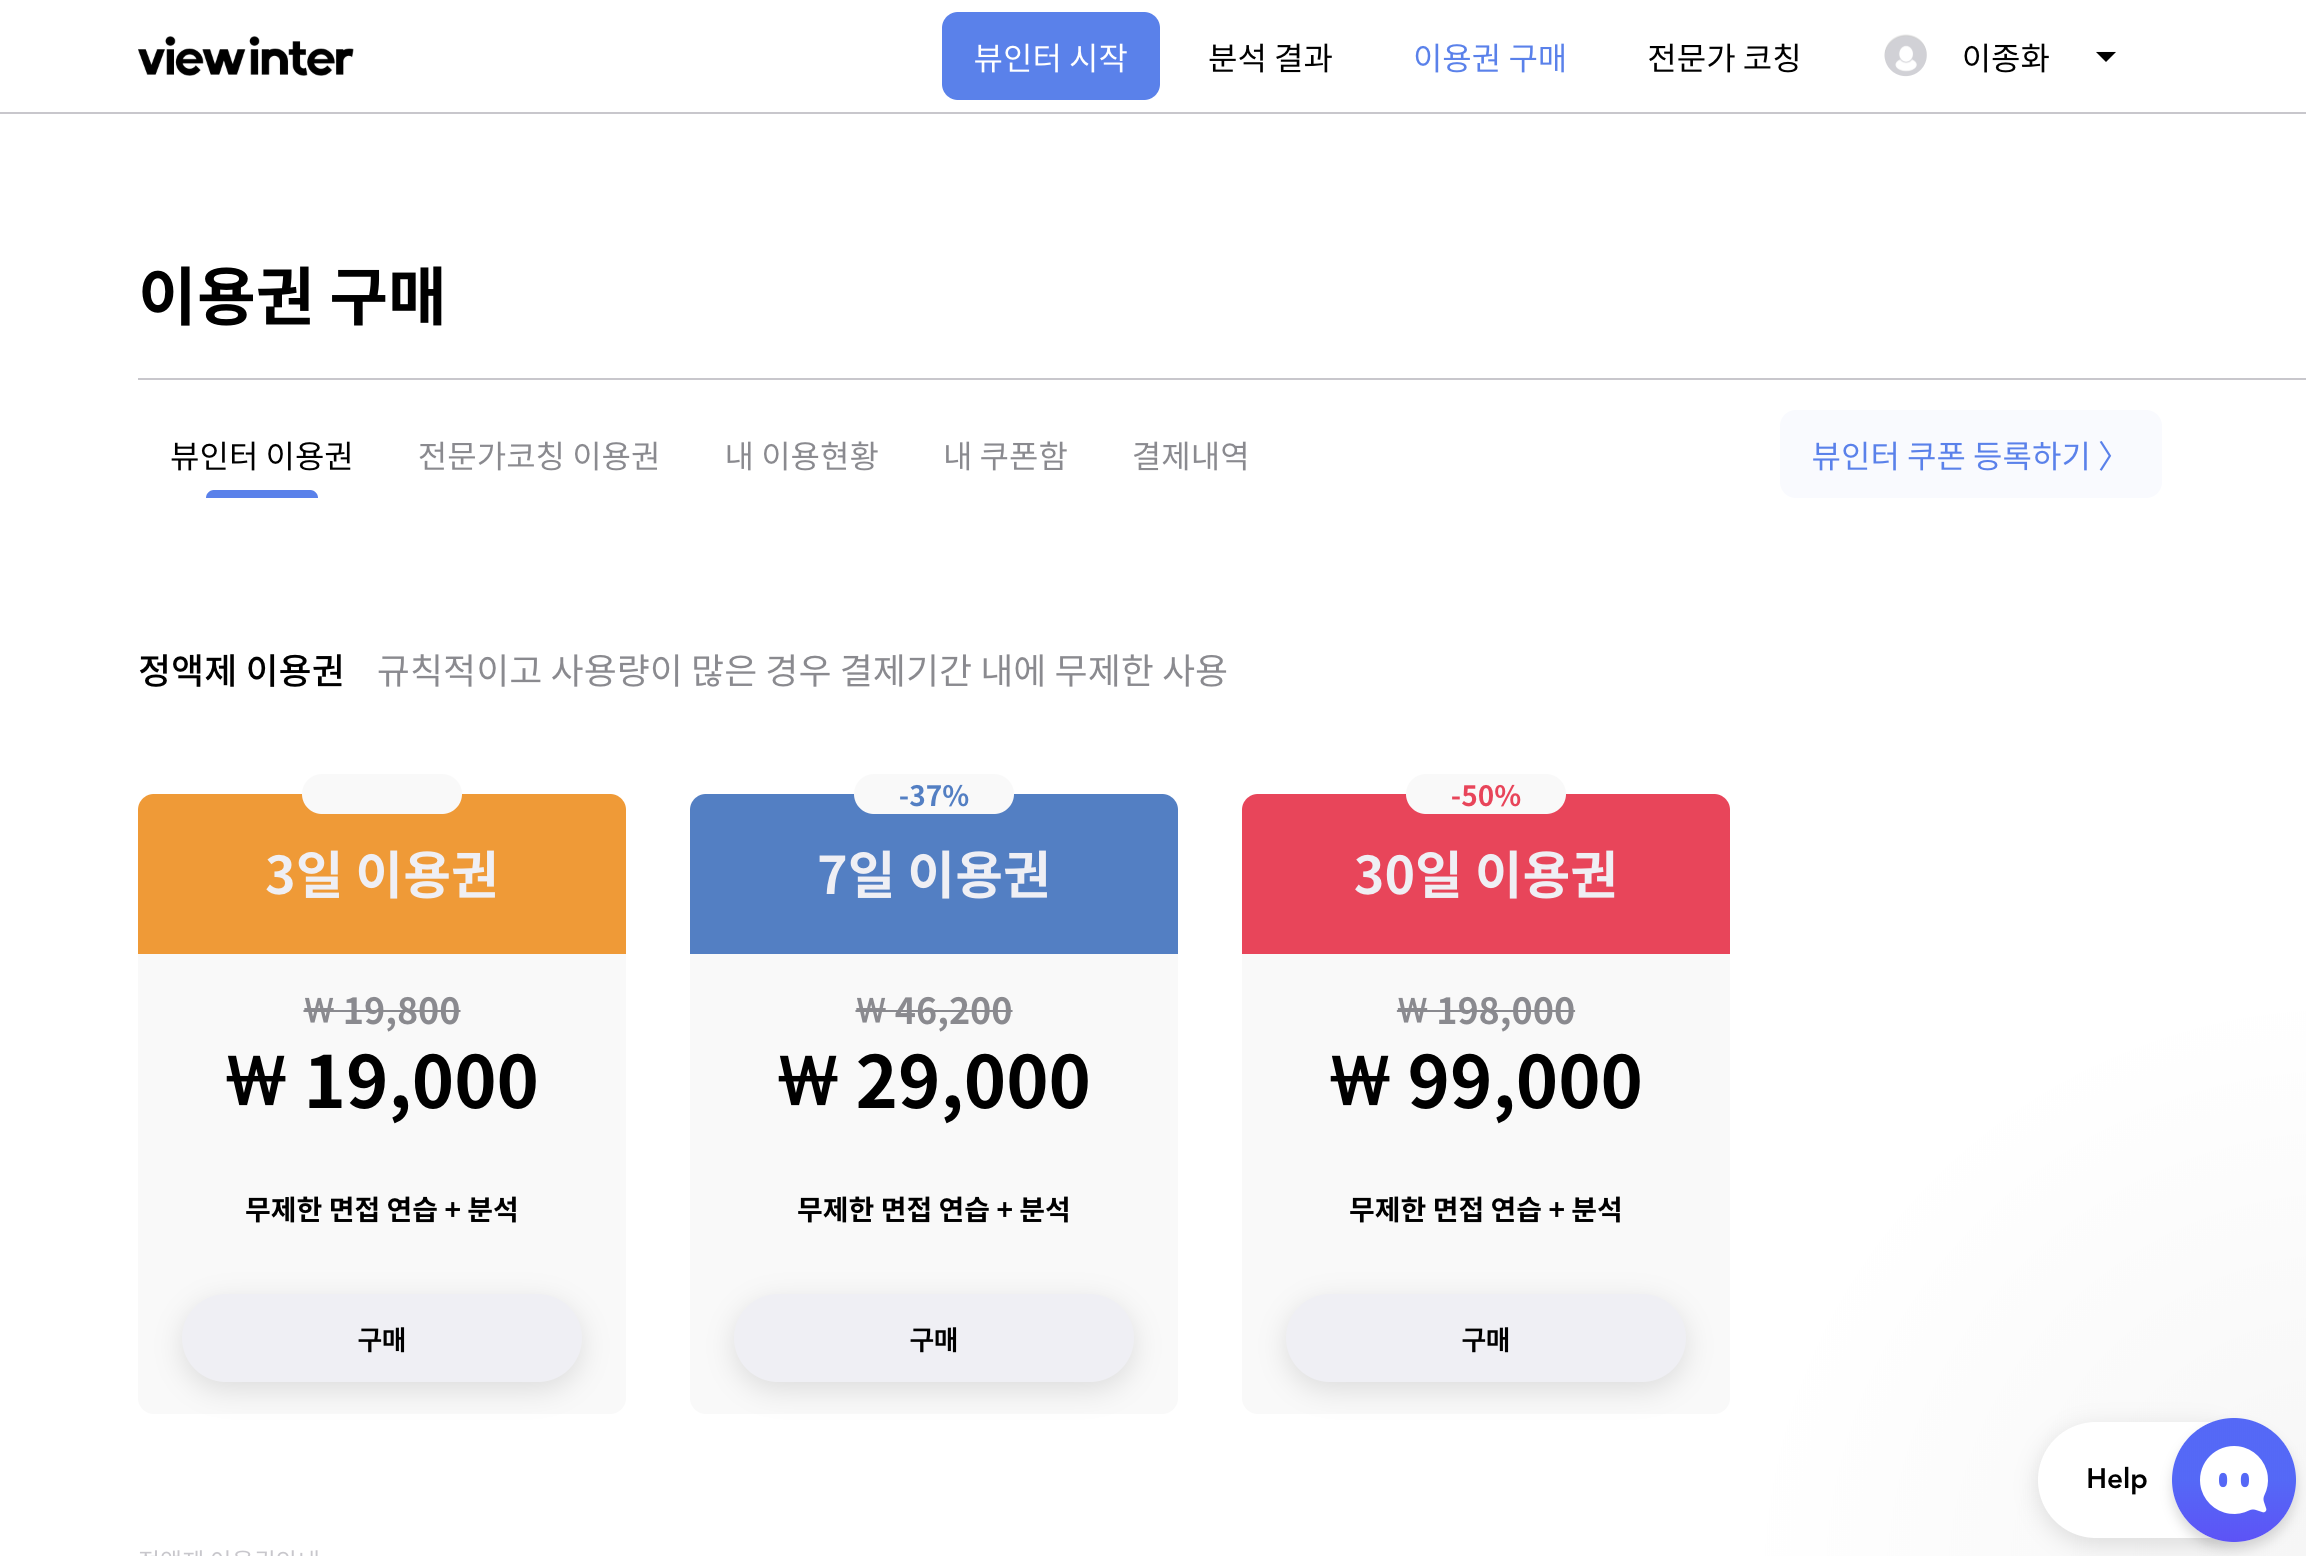 viewinter
뷰인터 시작
분석 결과
이용권 구매
전문가 코칭
이종화
이용권 구매
뷰인터 이용권
전문가코칭 이용권
내 이용현황
내 쿠폰함
결제내역
뷰인터 쿠폰 등록하기 〉
정액제 이용권 규칙적이고 사용량이 많은 경우 결제기간 내에 무제한 사용
3일 이용권
₩ 19,800
₩ 19,000
무제한 면접 연습 + 분석
구매
-37%
7일 이용권
₩ 46,200
₩ 29,000
무제한 면접 연습 + 분석
구매
-50%
30일 이용권
₩ 198,000
₩ 99,000
무제한 면접 연습 + 분석
구매
Help